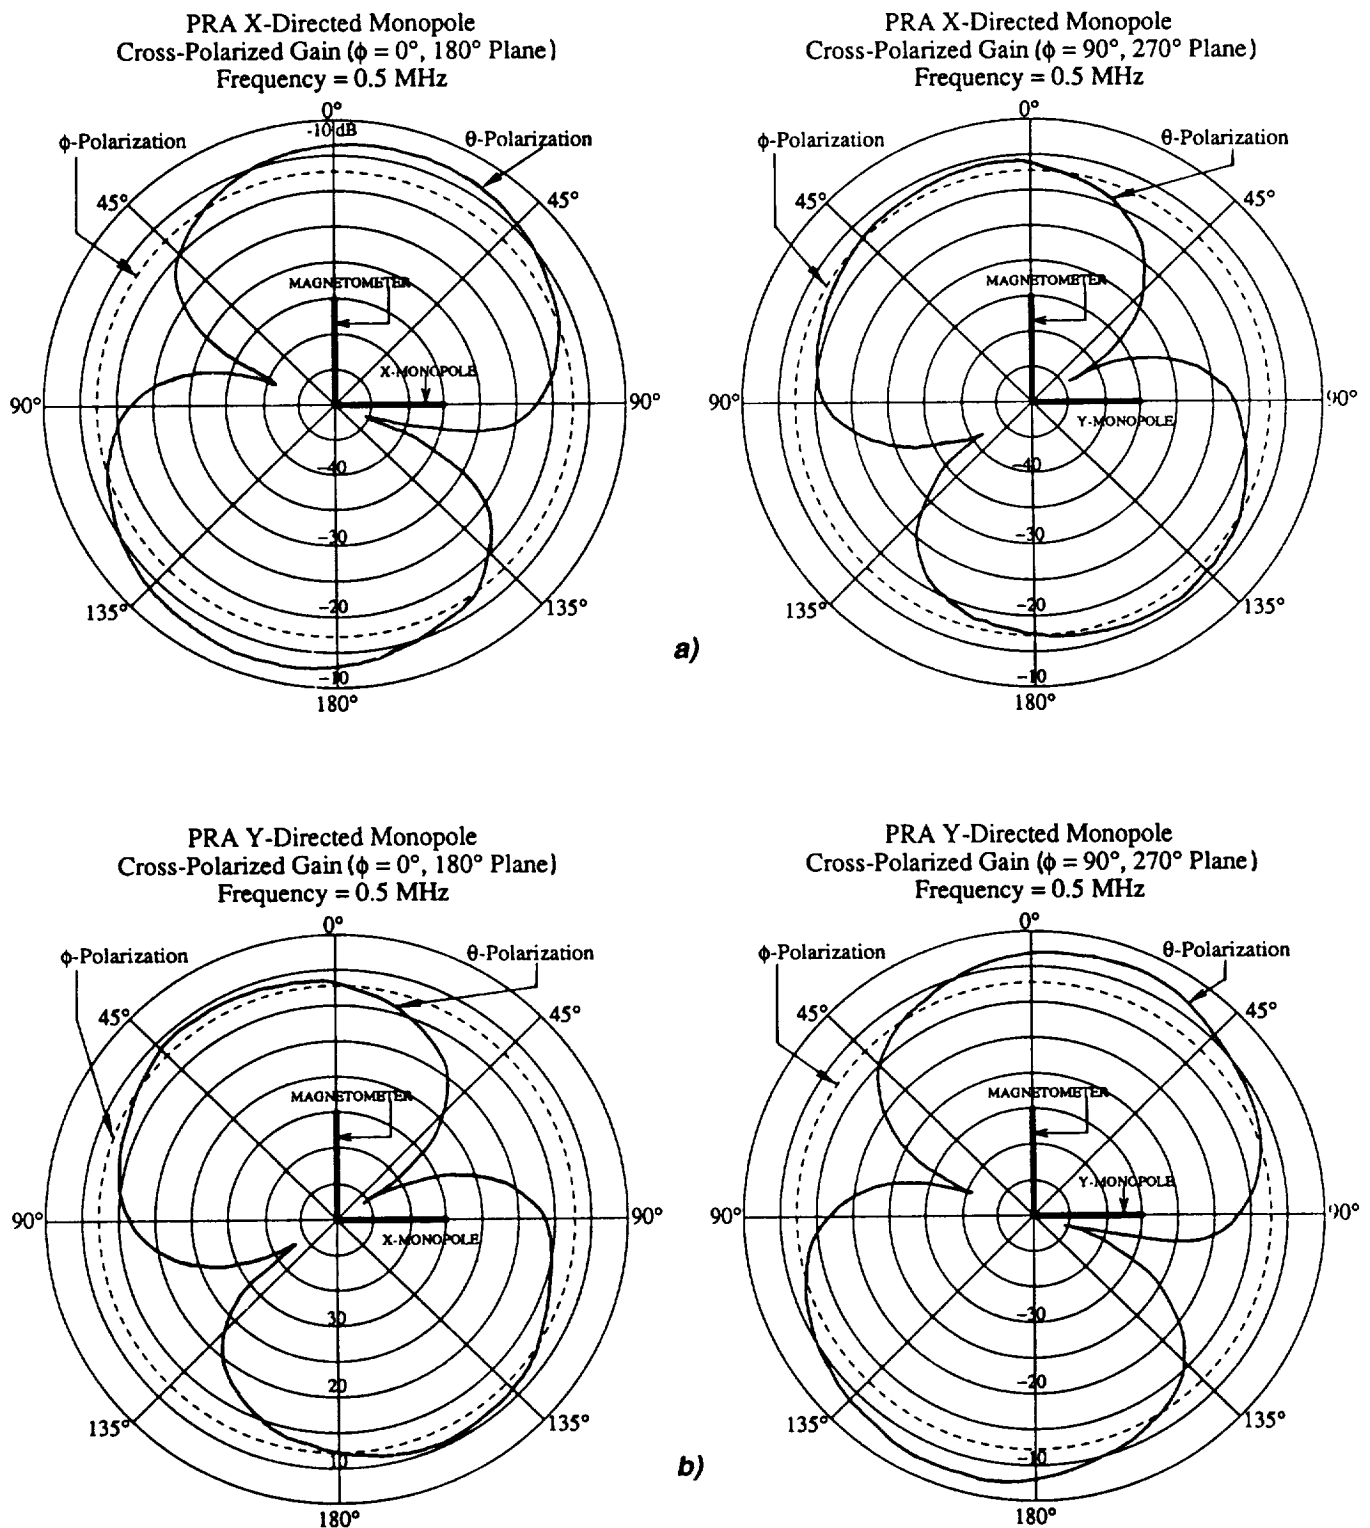 PRA X-Directed Monopole
Cross-Polarized Gain (ϕ = 0°, 180° Plane)
Frequency = 0.5 MHz
0°
-10 dB
ϕ-Polarization
θ-Polarization
45°
45°
MAGNETOMETER
X-MONOPOLE
90°
90°
-40
-30
-20
-10
135°
135°
180°
PRA X-Directed Monopole
Cross-Polarized Gain (ϕ = 90°, 270° Plane)
Frequency = 0.5 MHz
0°
ϕ-Polarization
θ-Polarization
45°
45°
MAGNETOMETER
90°
90°
Y-MONOPOLE
-40
-30
-20
-10
135°
135°
180°
a)
PRA Y-Directed Monopole
Cross-Polarized Gain (ϕ = 0°, 180° Plane)
Frequency = 0.5 MHz
0°
ϕ-Polarization
θ-Polarization
45°
45°
MAGNETOMETER
90°
90°
X-MONOPOLE
30
20
10
135°
135°
180°
PRA Y-Directed Monopole
Cross-Polarized Gain (ϕ = 90°, 270° Plane)
Frequency = 0.5 MHz
0°
ϕ-Polarization
θ-Polarization
45°
45°
MAGNETOMETER
Y-MONOPOLE
90°
90°
-30
-20
-10
135°
135°
180°
b)